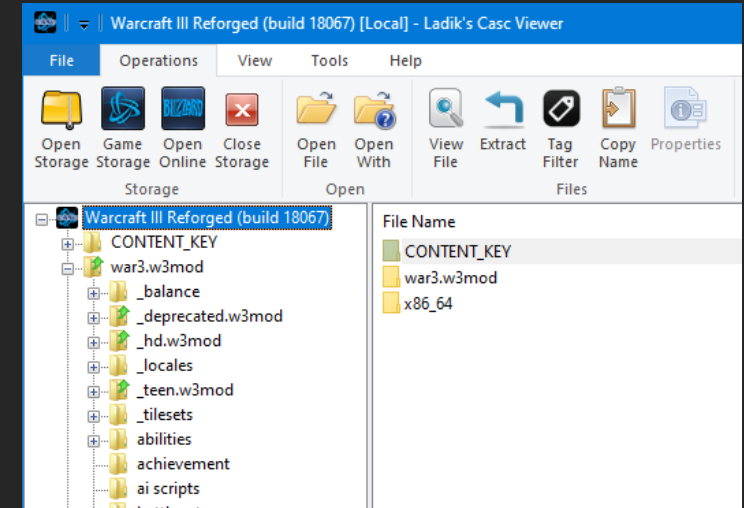 Warcraft III Reforged (build 18067) [Local] - Ladik's Casc Viewer
File Operations View Tools Help
Open Storage
Game Storage
BLIZZARD
Open Online
Close Storage
Open File
Open With
View File
Extract
Tag Filter
Copy Name
Properties
Storage Open Files
Warcraft III Reforged (build 18067)
CONTENT_KEY
war3.w3mod
_balance
_deprecated.w3mod
_hd.w3mod
_locales
_teen.w3mod
_tilesets
abilities
achievement
ai scripts
File Name
CONTENT_KEY
war3.w3mod
x86_64